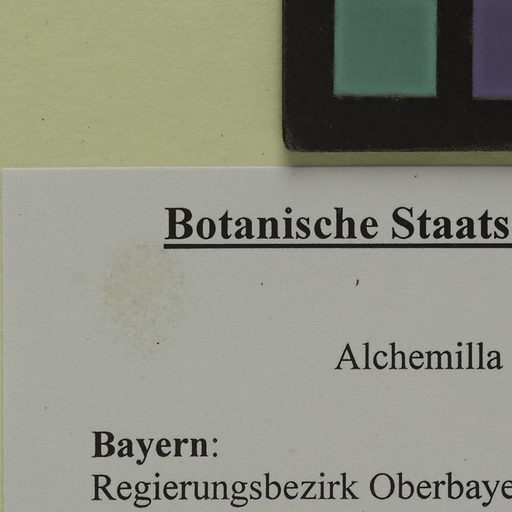 Botanische Staats
Alchemilla
Bayern:
Regierungsbezirk Oberbaye